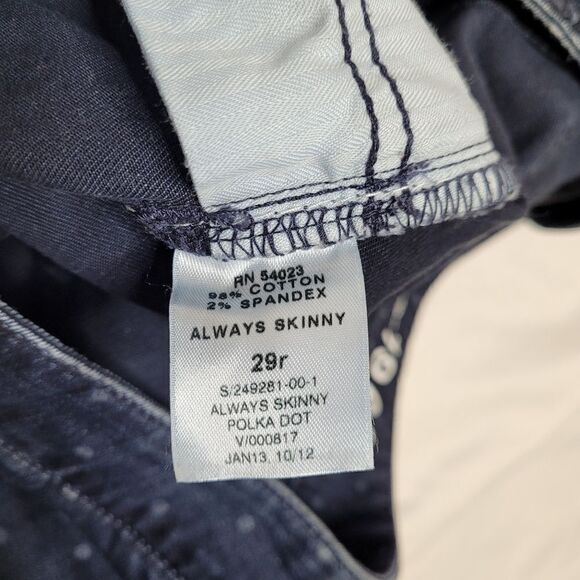 RN 54023
98% COTTON
2% SPANDEX
ALWAYS SKINNY
29r
S/249281-00-1
ALWAYS SKINNY
POLKA DOT
V/000817
JAN13, 10/12